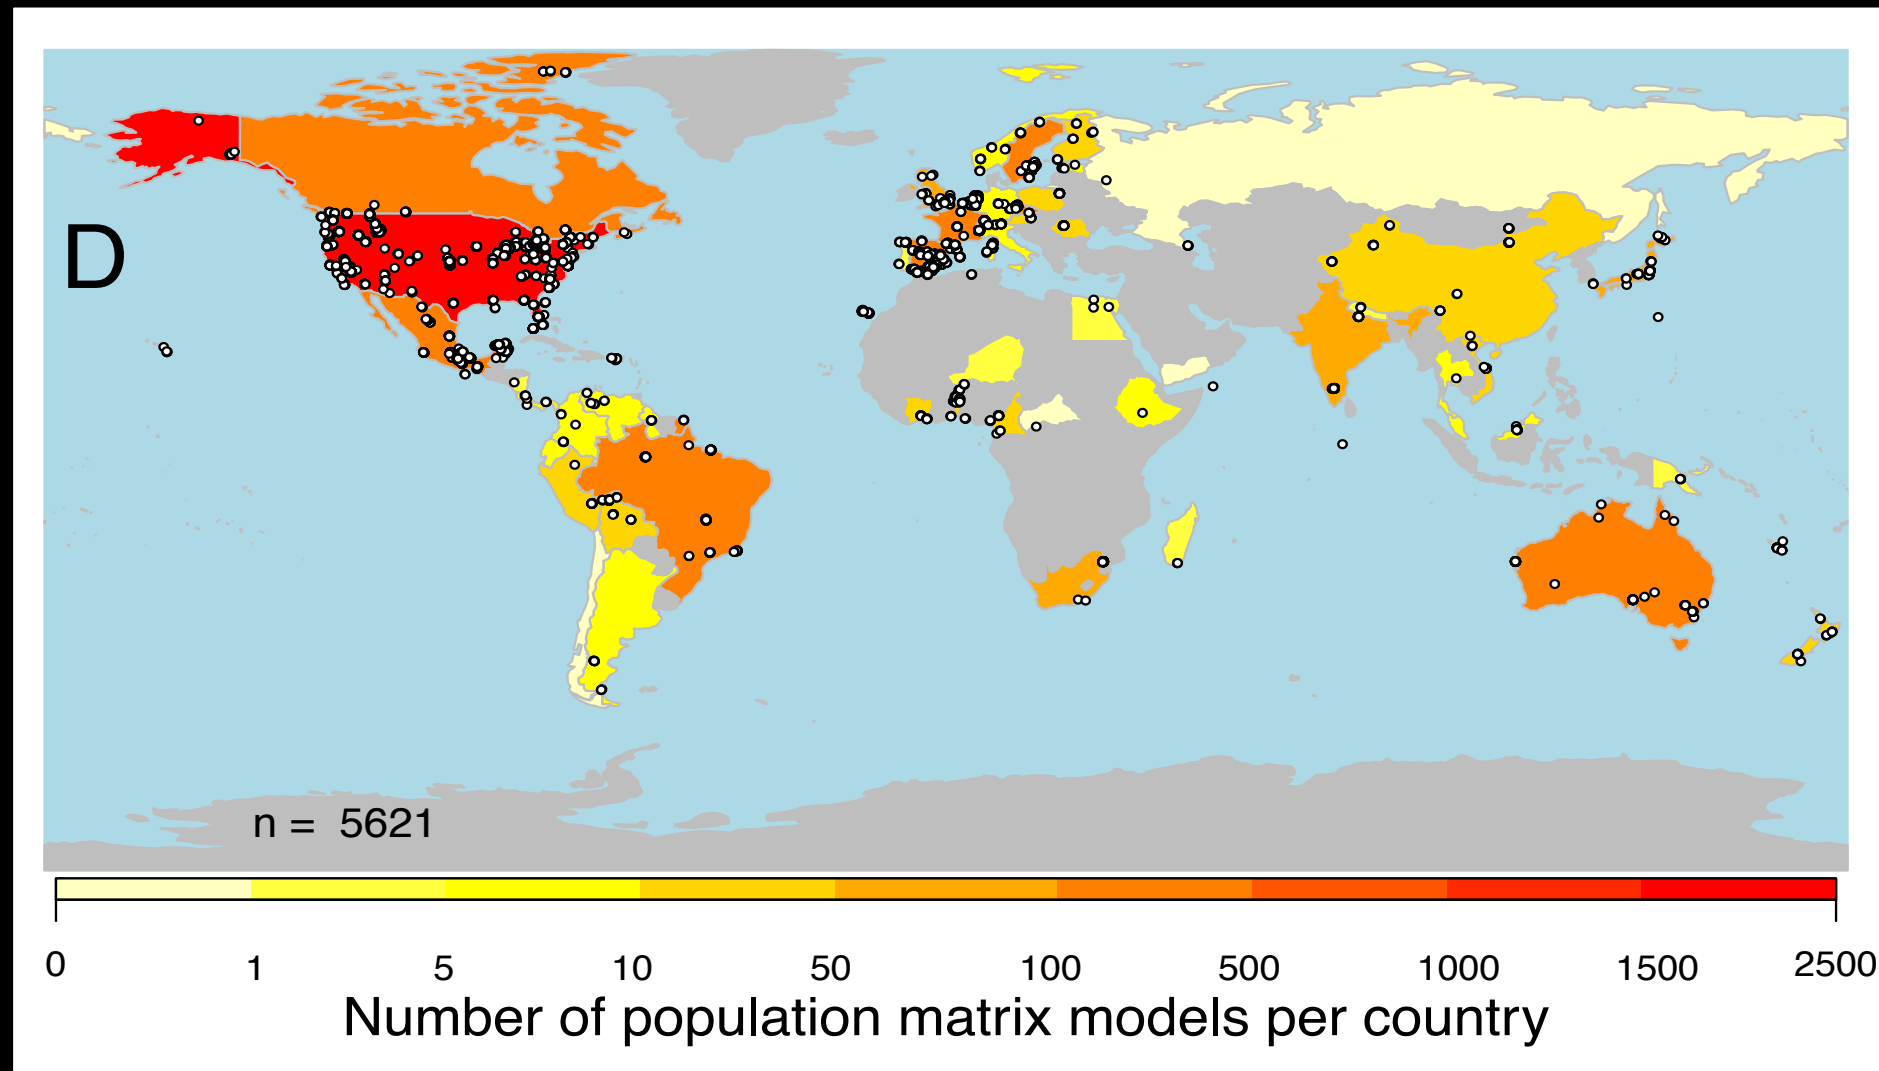 D
n = 5621
0 1 5 10 50 100 500 1000 1500 2500
Number of population matrix models per country